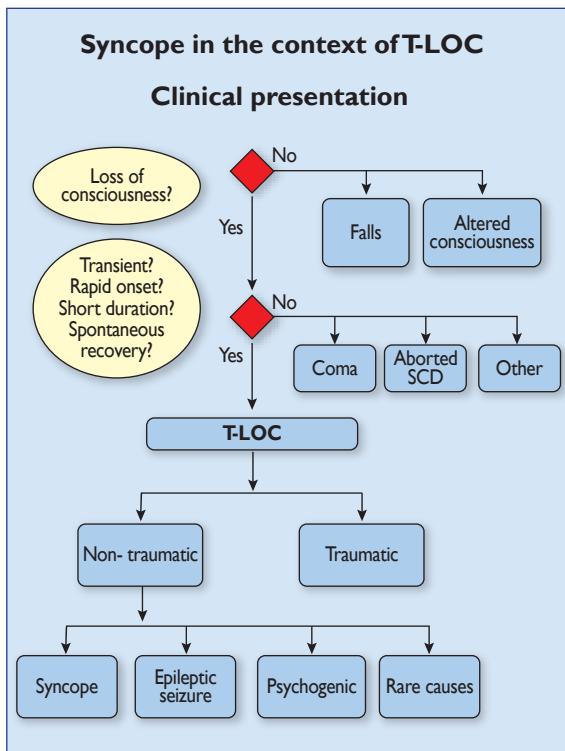 Syncope in the context of T-LOC
Clinical presentation
Loss of
consciousness?
No
Yes
Falls
Altered
consciousness
Transient?
Rapid onset?
Short duration?
Spontaneous
recovery?
No
Yes
Coma
Aborted
SCD
Other
T-LOC
Non- traumatic
Traumatic
Syncope
Epileptic
seizure
Psychogenic
Rare causes